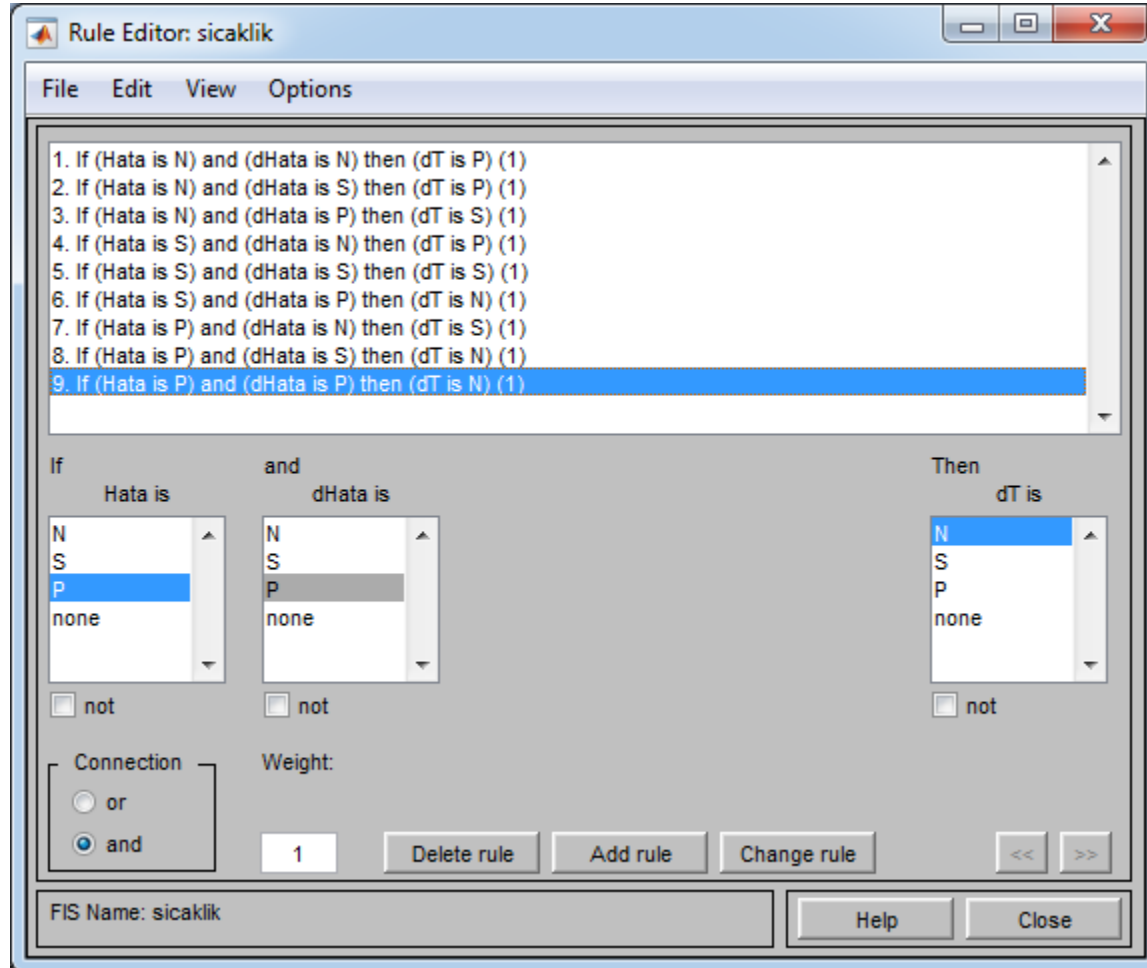 Rule Editor: sicaklik
File Edit View Options
1. If (Hata is N) and (dHata is N) then (dT is P) (1)
2. If (Hata is N) and (dHata is S) then (dT is P) (1)
3. If (Hata is N) and (dHata is P) then (dT is S) (1)
4. If (Hata is S) and (dHata is N) then (dT is P) (1)
5. If (Hata is S) and (dHata is S) then (dT is S) (1)
6. If (Hata is S) and (dHata is P) then (dT is N) (1)
7. If (Hata is P) and (dHata is N) then (dT is S) (1)
8. If (Hata is P) and (dHata is S) then (dT is N) (1)
9. If (Hata is P) and (dHata is P) then (dT is N) (1)
If and Then
Hata is dHata is dT is
N N N
S S S
P P P
none none none
not not not
Connection Weight:
or
and 1 Delete rule Add rule Change rule << >>
FIS Name: sicaklik Help Close